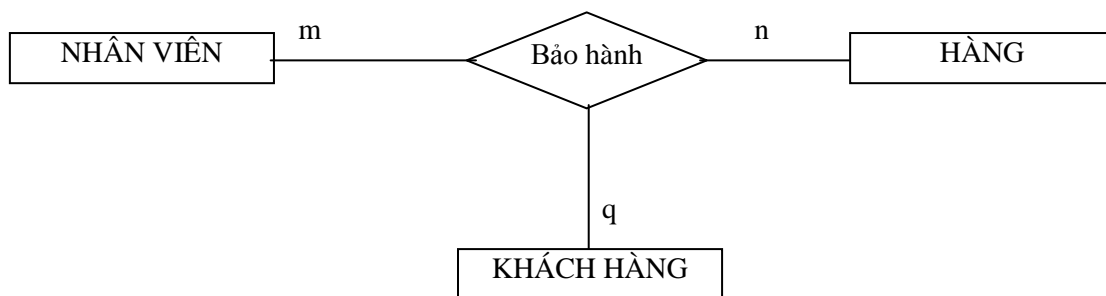 m
n
NHÂN VIÊN
Bảo hành
HÀNG
q
KHÁCH HÀNG